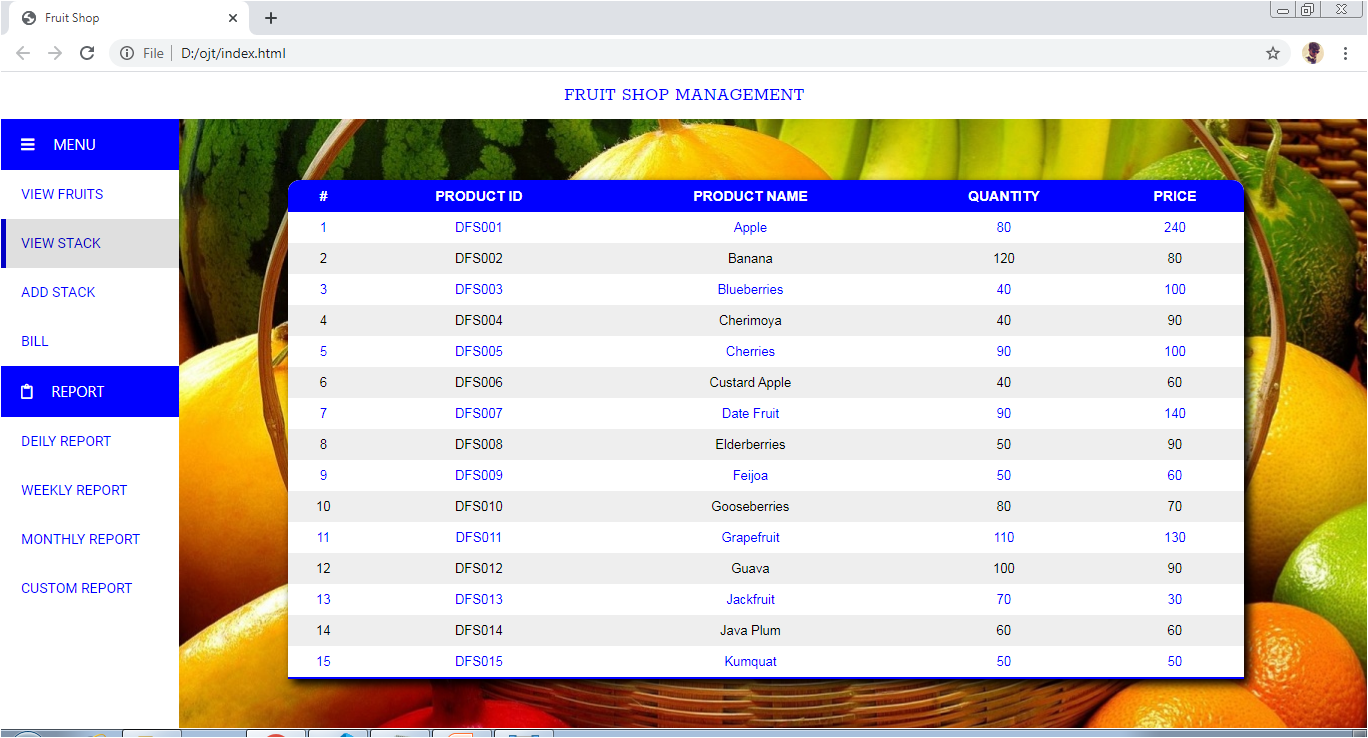 Fruit Shop
File | D:/ojt/index.html
FRUIT SHOP MANAGEMENT
MENU
VIEW FRUITS
VIEW STACK
ADD STACK
BILL
REPORT
DEILY REPORT
WEEKLY REPORT
MONTHLY REPORT
CUSTOM REPORT
# PRODUCT ID PRODUCT NAME QUANTITY PRICE
1 DFS001 Apple 80 240
2 DFS002 Banana 120 80
3 DFS003 Blueberries 40 100
4 DFS004 Cherimoya 40 90
5 DFS005 Cherries 90 100
6 DFS006 Custard Apple 40 60
7 DFS007 Date Fruit 90 140
8 DFS008 Elderberries 50 90
9 DFS009 Feijoa 50 60
10 DFS010 Gooseberries 80 70
11 DFS011 Grapefruit 110 130
12 DFS012 Guava 100 90
13 DFS013 Jackfruit 70 30
14 DFS014 Java Plum 60 60
15 DFS015 Kumquat 50 50